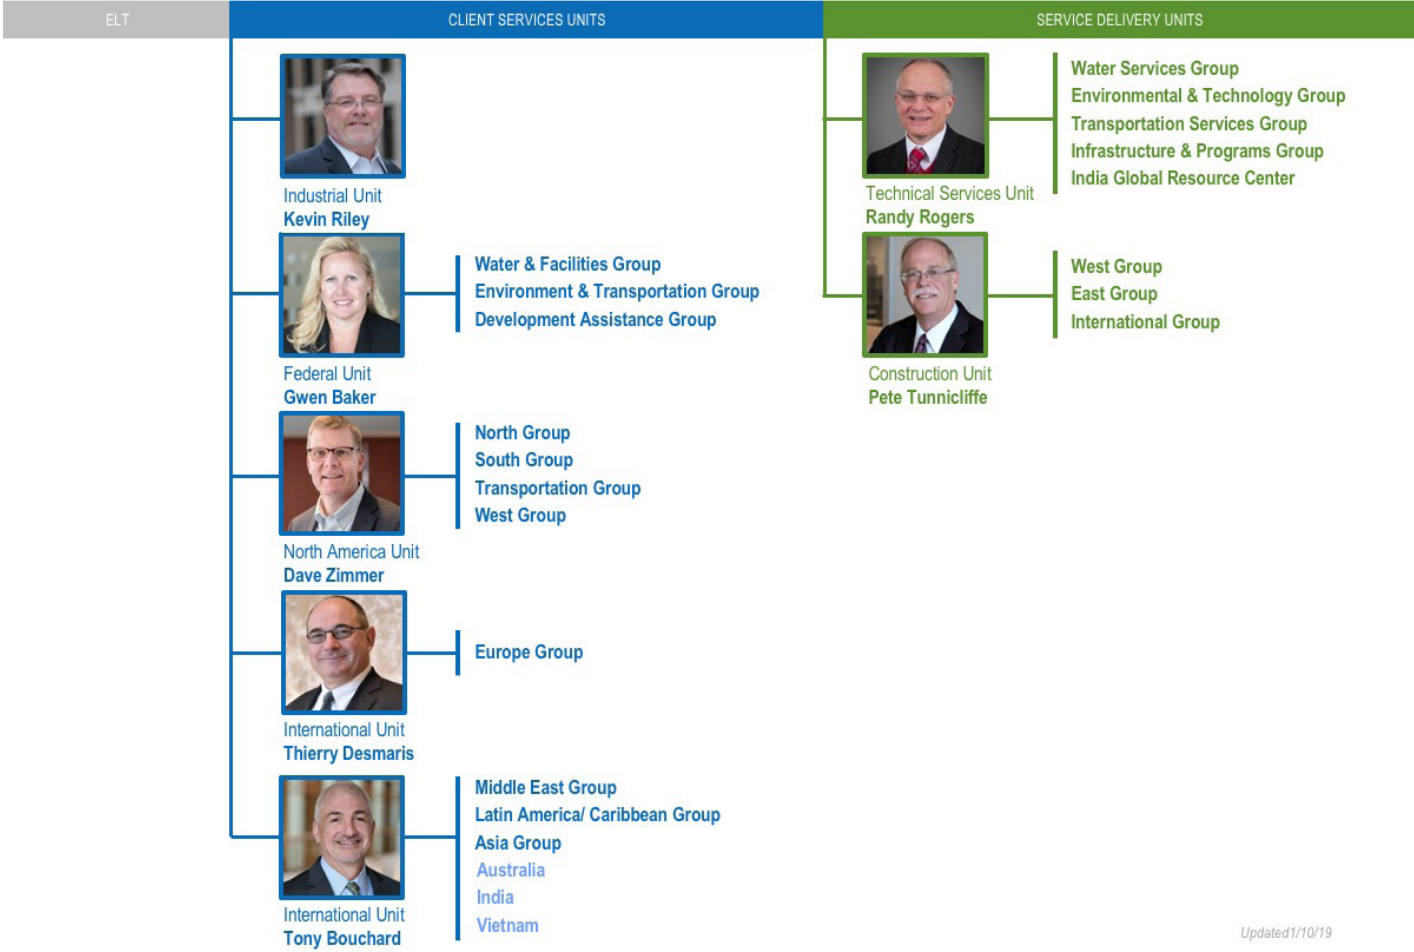 ELT
CLIENT SERVICES UNITS
SERVICE DELIVERY UNITS
Industrial Unit
Kevin Riley
Federal Unit
Gwen Baker
Water & Facilities Group
Environment & Transportation Group
Development Assistance Group
North America Unit
Dave Zimmer
North Group
South Group
Transportation Group
West Group
International Unit
Thierry Desmaris
Europe Group
International Unit
Tony Bouchard
Middle East Group
Latin America/ Caribbean Group
Asia Group
Australia
India
Vietnam
Technical Services Unit
Randy Rogers
Water Services Group
Environmental & Technology Group
Transportation Services Group
Infrastructure & Programs Group
India Global Resource Center
Construction Unit
Pete Tunnicliffe
West Group
East Group
International Group
Updated1/10/19